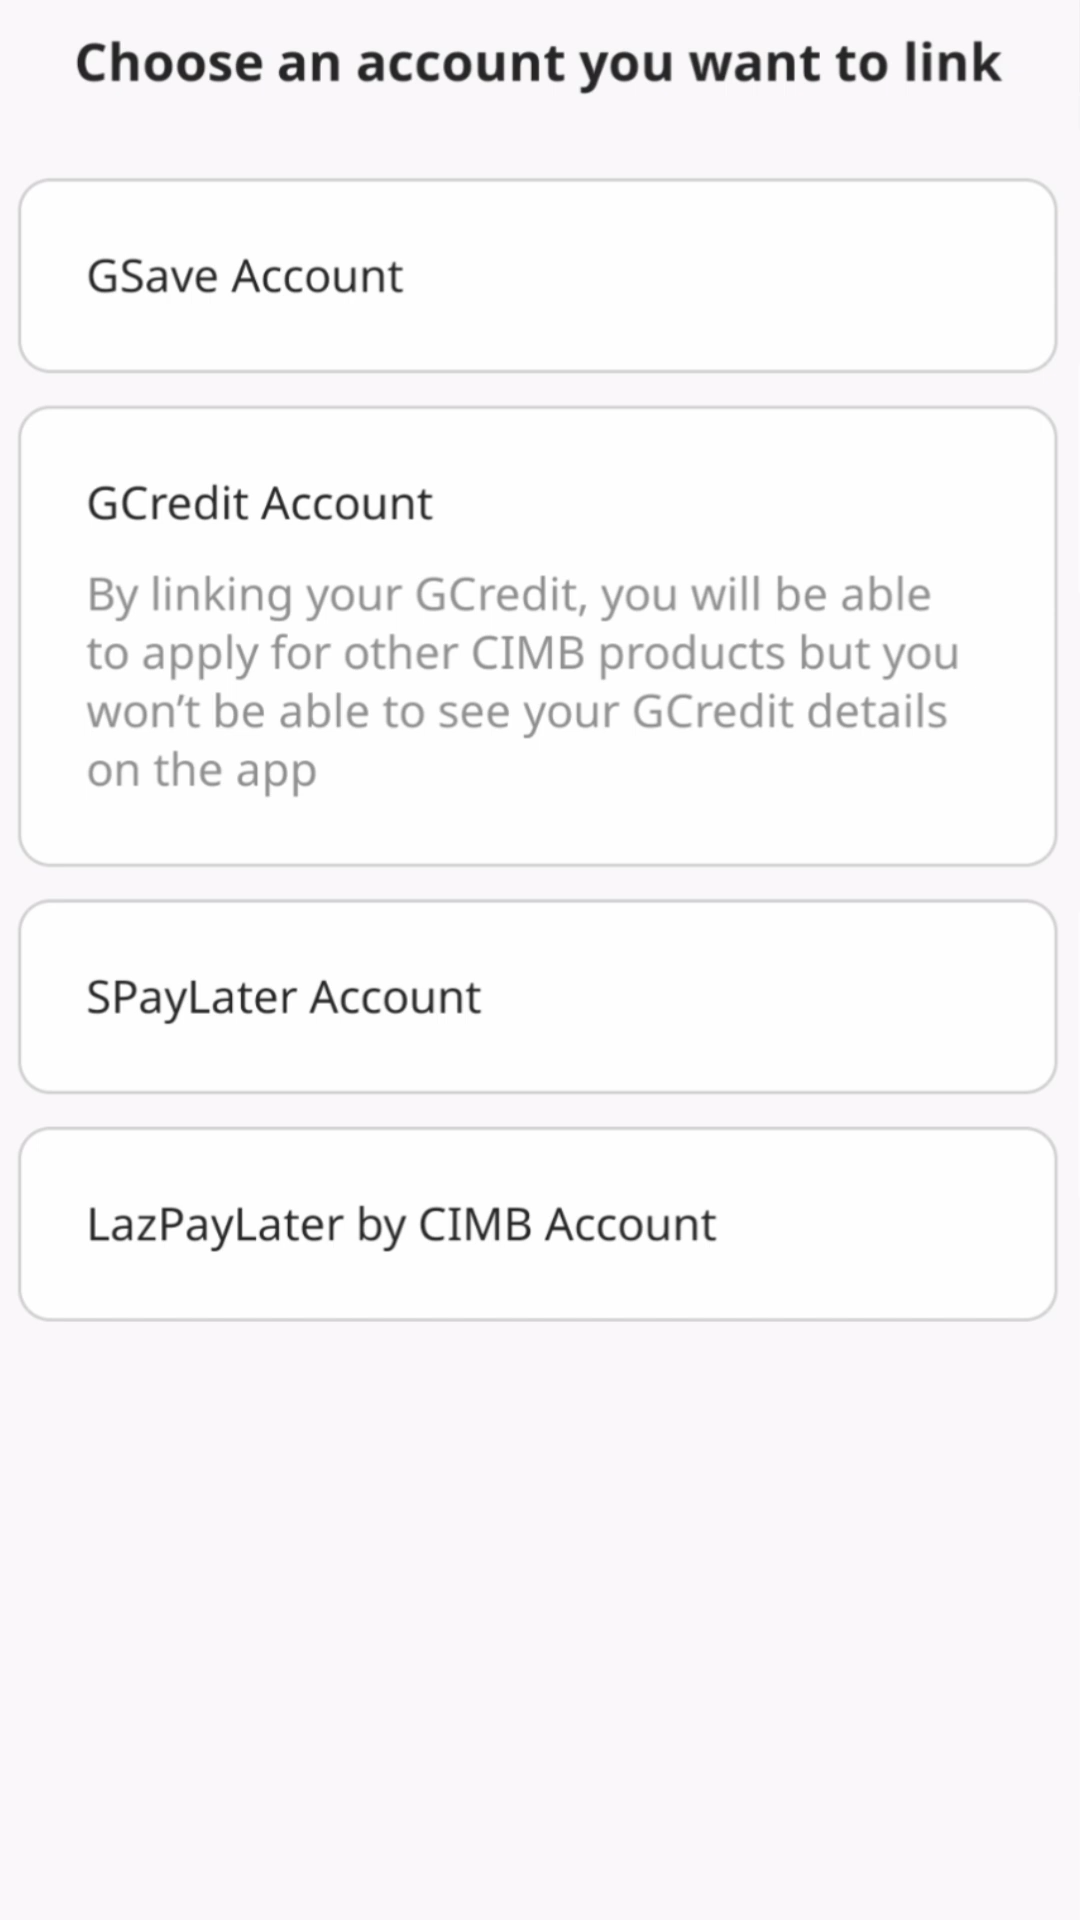 Choose an account you want to link
GSave Account
GCredit Account
By linking your GCredit, you will be able
to apply for other CIMB products but you
won’t be able to see your GCredit details
on the app
SPayLater Account
LazPayLater by CIMB Account